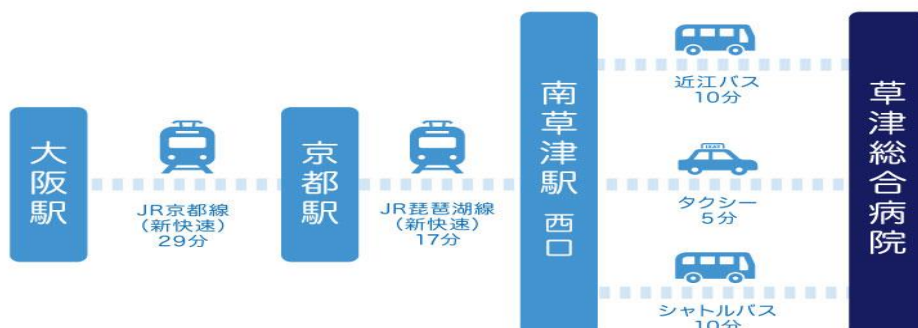 大阪駅
JR京都線
(新快速)
29分
京都駅
JR琵琶湖線
(新快速)
17分
南草津駅 西口
近江バス
10分
タクシー
5分
シャトルバス
10分
草津総合病院